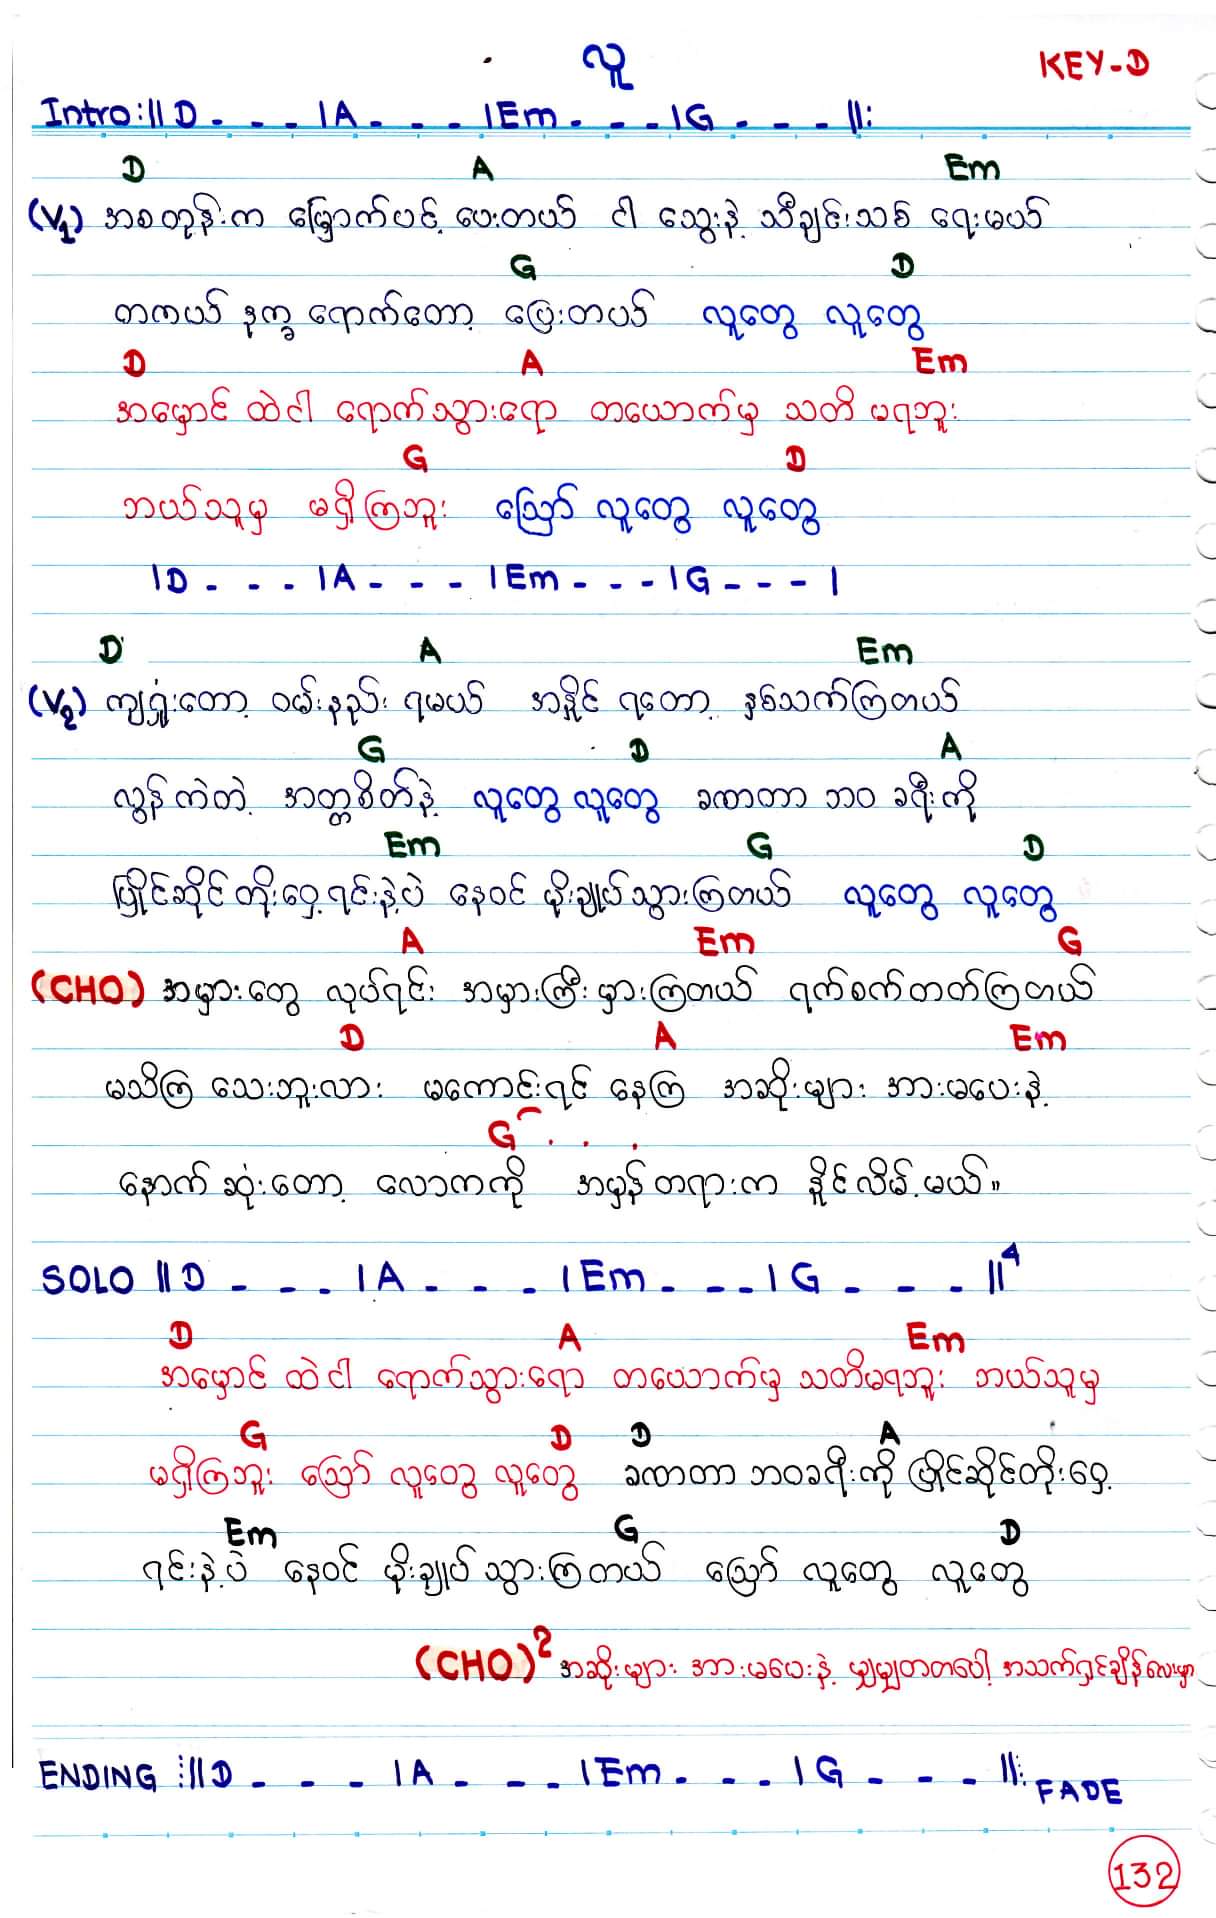 လူ
KEY-D
Intro:||D - - - |A - - - |Em - - - |G - - - ||:
D A Em
(V1) အစတုန်းက မြှောက်ပင့် ပေးတယ် ငါ သွေးနဲ့ သီချင်းသစ် ရေးမယ်
G D
တကယ် ဒုက္ခ ရောက်တော့ ပြေးတယ် လူတွေ လူတွေ
D A Em
အမှောင် ထဲငါ ရောက်သွားရော တယောက်မှ သတိ မရဘူး
G D
ဘယ်သူမှ မရှိကြဘူး သြော် လူတွေ လူတွေ
|D - - - |A - - - |Em - - - |G - - - |
D A Em
(V2) ကျရှုံးတော့ ဝမ်းနည်း ရမယ် အနှိုင် ရတော့ နှစ်သက်ကြတယ်
G D A
လွန်ကဲတဲ့ အတ္တစိတ်နဲ့ လူတွေ လူတွေ ခဏတာ ဘဝ ခရီးကို
Em G D
ပြိုင်ဆိုင်တိုးဝှေ့ရင်းနဲ့ပဲ နေဝင် မိုးချုပ်သွားကြတယ် လူတွေ လူတွေ
A Em G
(CHO) အမှားတွေ လုပ်ရင်း အမှားကြီး မှားကြတယ် ရက်စက်တတ်ကြတယ်
D A Em
မသိကြ သေးဘူးလား မကောင်းရင် နေကြ အဆိုးများ အားမပေးနဲ့
G . . .
နောက်ဆုံးတော့ လောကကို အမှန်တရားက နှိုင်လိမ့်မယ်။
SOLO ||D - - - |A - - - |Em - - - |G - - - ||4
D A Em
အမှောင် ထဲငါ ရောက်သွားရော တယောက်မှ သတိမရဘူး ဘယ်သူမှ
G D D A
မရှိကြဘူး သြော် လူတွေ လူတွေ ခဏတာ ဘဝခရီးကို ပြိုင်ဆိုင်တိုးဝှေ့
Em G D
ရင်းနဲ့ပဲ နေဝင် မိုးချုပ်သွားကြတယ် သြော် လူတွေ လူတွေ
(CHO)2 အဆိုးများ အားမပေးနဲ့ မျှမျှတတပေါ့ အသက်ရှင်ချိန်လေးမှာ
ENDING :||D - - - |A - - - |Em - - - |G - - - ||: FADE
132